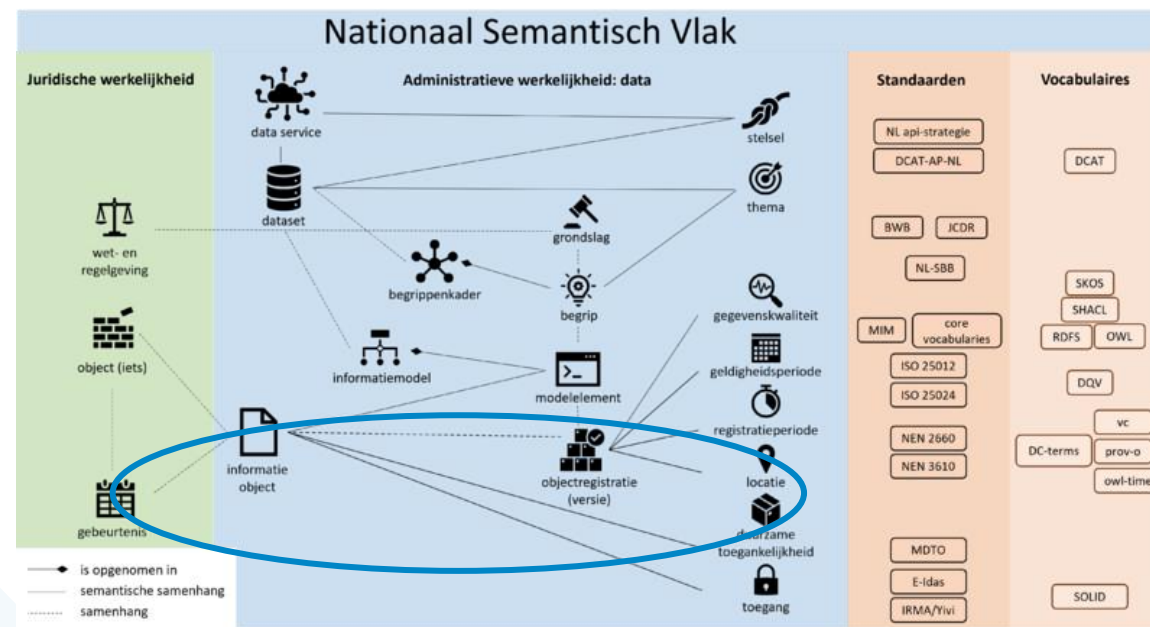 Nationaal Semantisch Vlak
Juridische werkelijkheid
wet- en
regelgeving
object (iets)
gebeurtenis
Administratieve werkelijkheid: data
data service
stelsel
dataset
thema
grondslag
begrippenkader
begrip
gegevenskwaliteit
informatiemodel
modelelement
geldigheidsperiode
registratieperiode
informatie
object
objectregistratie
(versie)
locatie
duurzame
toegankelijkheid
toegang
Standaarden
NL api-strategie
DCAT-AP-NL
BWB
JCDR
NL-SBB
MIM
core
vocabularies
ISO 25012
ISO 25024
NEN 2660
NEN 3610
MDTO
E-Idas
IRMA/Yivi
Vocabulaires
DCAT
SKOS
SHACL
RDFS
OWL
DQV
vc
DC-terms
prov-o
owl-time
SOLID
is opgenomen in
semantische samenhang
samenhang